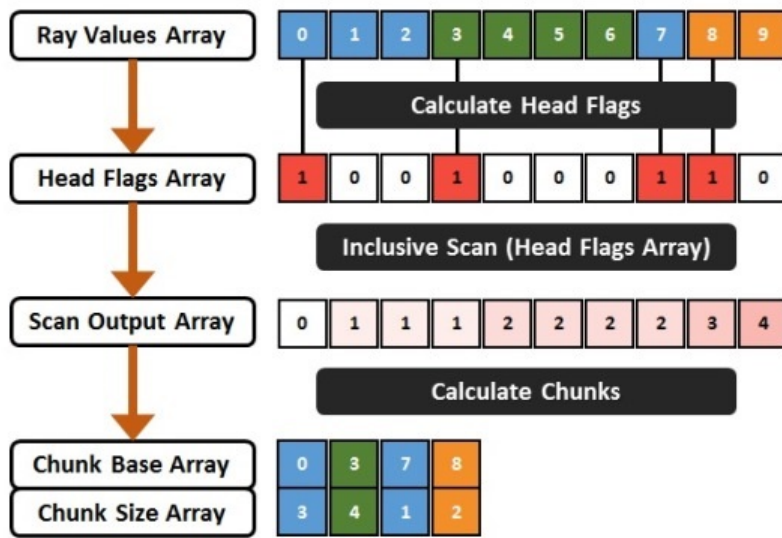 Ray Values Array 0 1 2 3 4 5 6 7 8 9
Calculate Head Flags
Head Flags Array 1 0 0 1 0 0 0 1 1 0
Inclusive Scan (Head Flags Array)
Scan Output Array 0 1 1 1 2 2 2 2 3 4
Calculate Chunks
Chunk Base Array 0 3 7 8
Chunk Size Array 3 4 1 2